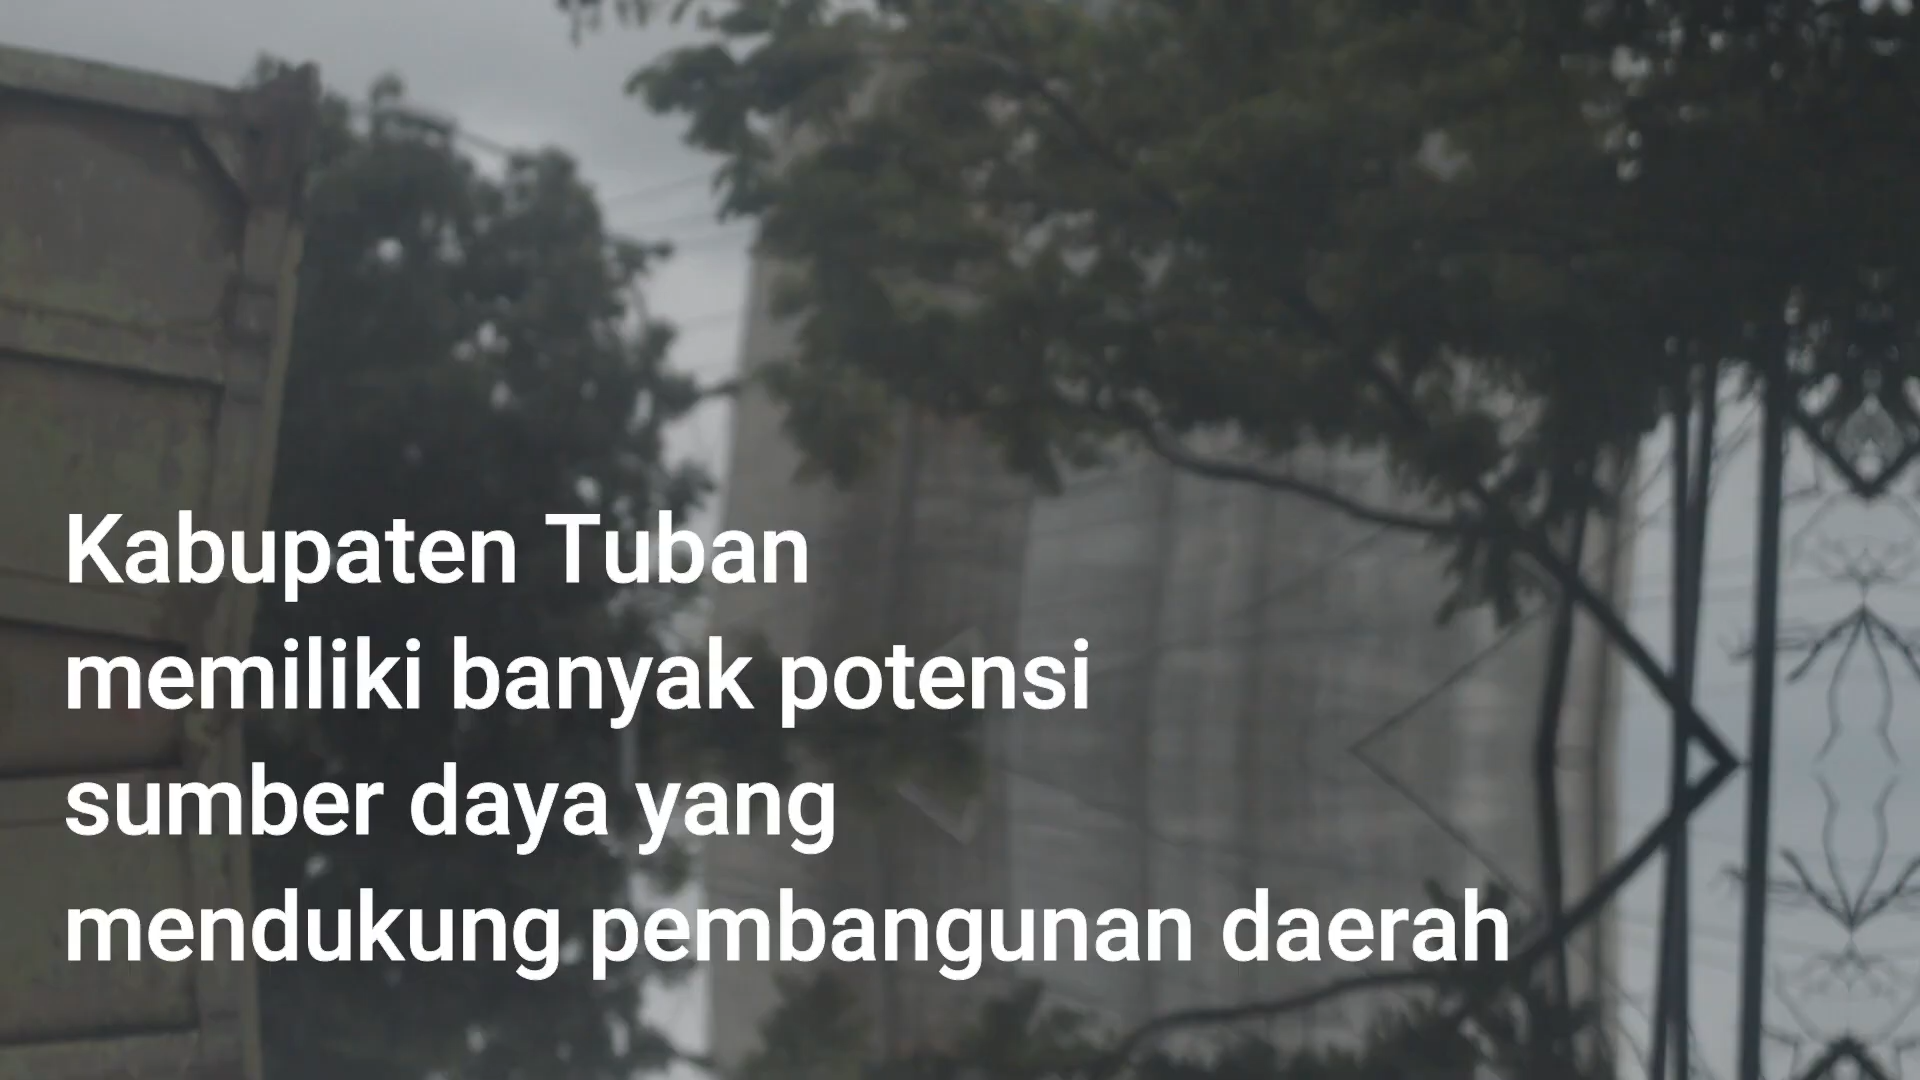 Kabupaten Tuban
memiliki banyak potensi
sumber daya yang
mendukung pembangunan daerah